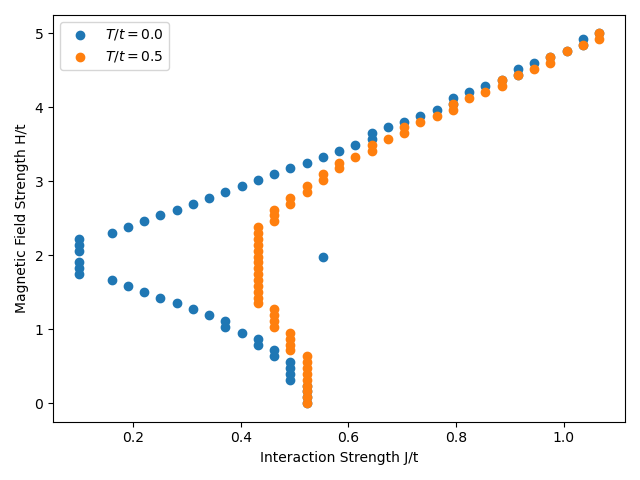 T/t = 0.0
T/t = 0.5
Magnetic Field Strength H/t
5
4
3
2
1
0
0.2 0.4 0.6 0.8 1.0
Interaction Strength J/t